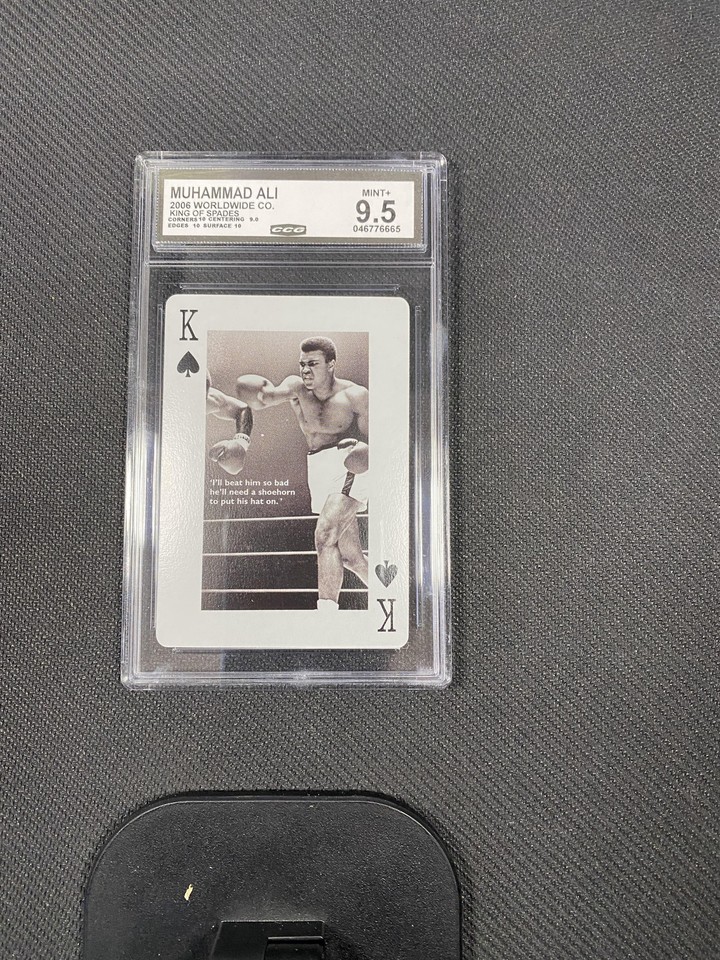 MUHAMMAD ALI
2006 WORLDWIDE CO.
KING OF SPADES
CORNERS 10 CENTERING 9.0
EDGES 10 SURFACE 10
CCG
MINT+
9.5
046776665
K
'I'll beat him so bad
he'll need a shoehorn
to put his hat on.'
K